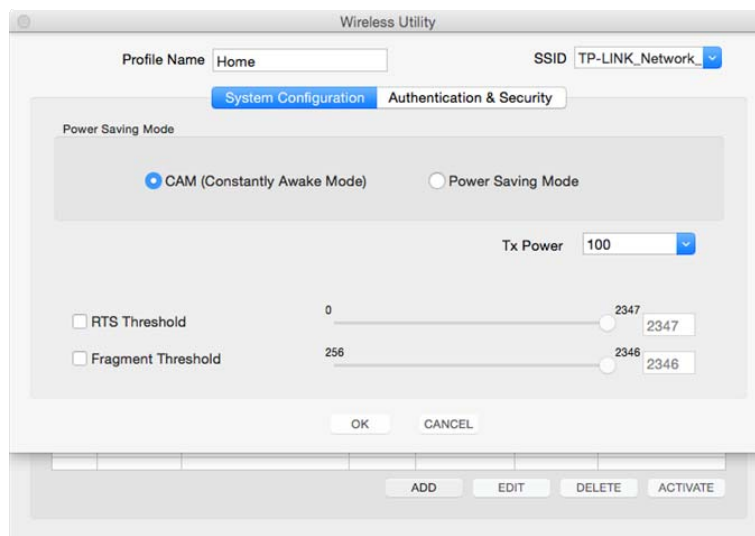 Wireless Utility
Profile Name Home SSID TP-LINK_Network_
System Configuration Authentication & Security
Power Saving Mode
CAM (Constantly Awake Mode) Power Saving Mode
Tx Power 100
0 2347
RTS Threshold 2347
256 2346
Fragment Threshold 2346
OK CANCEL
ADD EDIT DELETE ACTIVATE